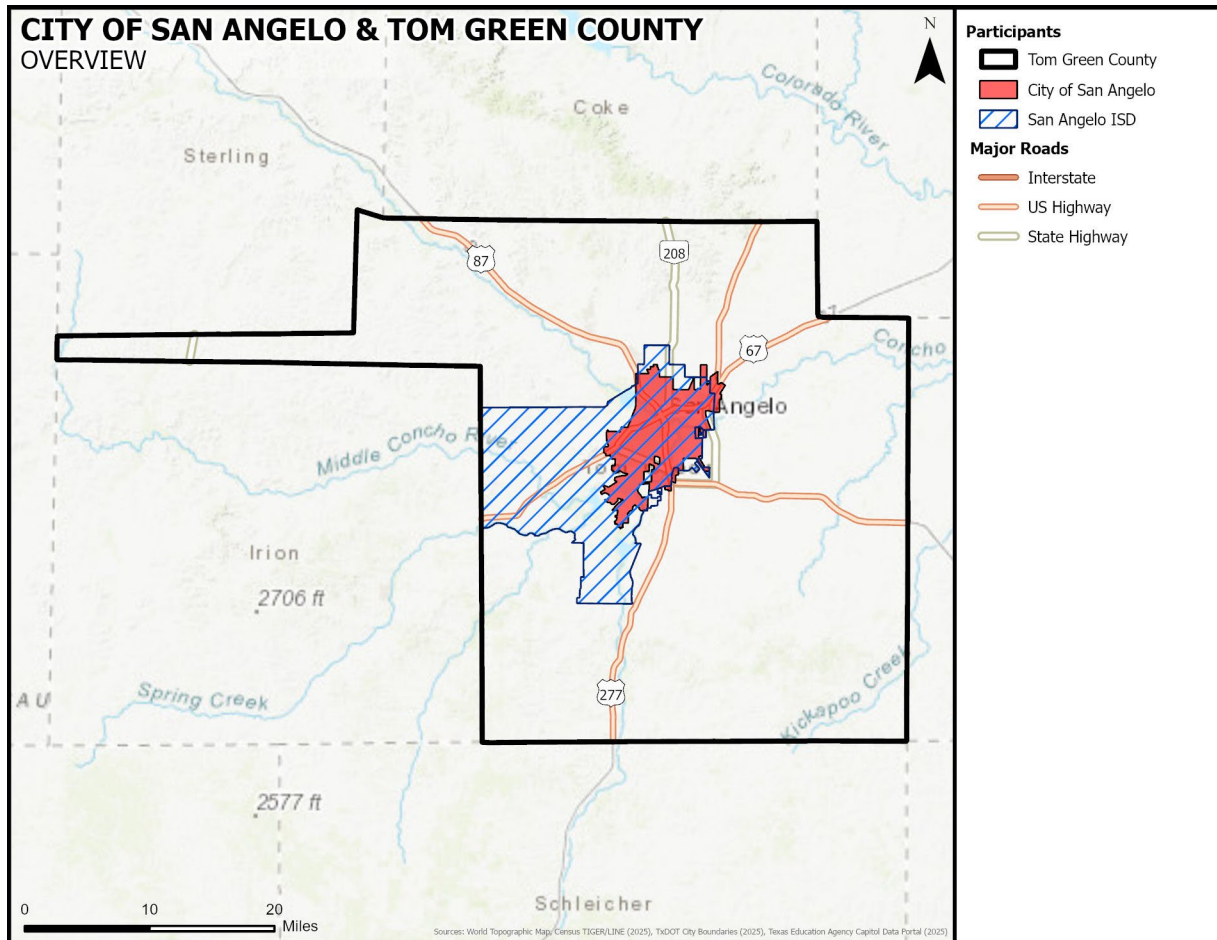 CITY OF SAN ANGELO & TOM GREEN COUNTY
OVERVIEW
N
Colorado River
Coke
Sterling
87
208
67
Concho
San Angelo
Middle Concho River
Irion
2706 ft
Spring Creek
AU
277
Kickapoo Creek
2577 ft
Schleicher
0 10 20
Miles
Sources: World Topographic Map, Census TIGER/LINE (2025), TxDOT City Boundaries (2025), Texas Education Agency Capitol Data Portal (2025)
Participants
Tom Green County
City of San Angelo
San Angelo ISD
Major Roads
Interstate
US Highway
State Highway